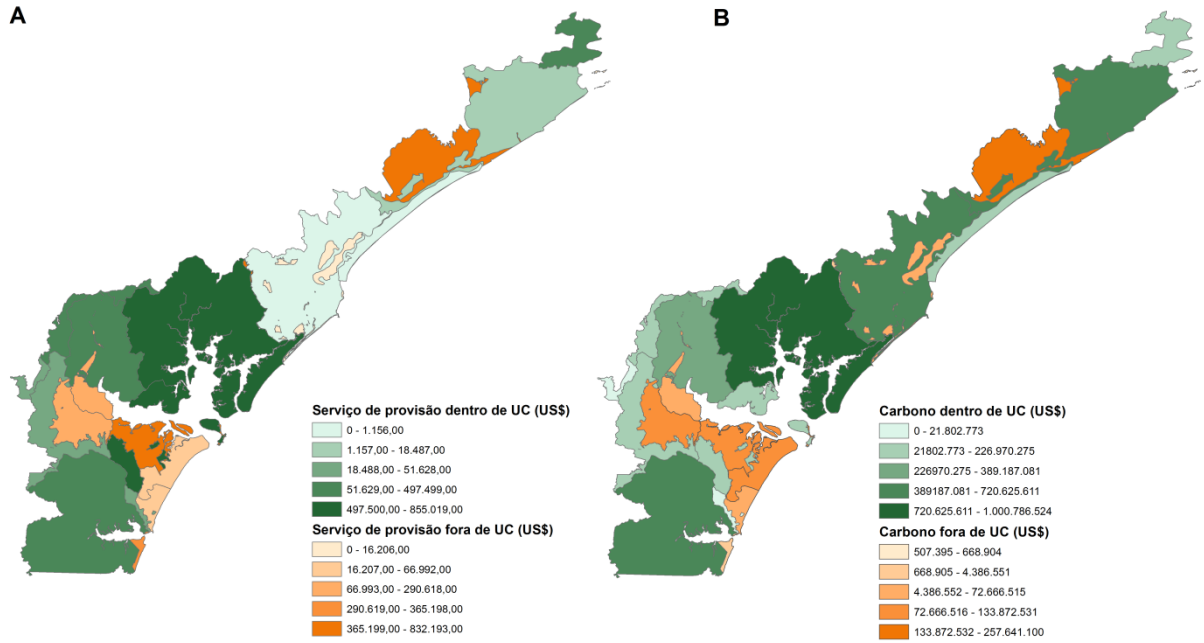 A
B
Serviço de provisão dentro de UC (US$)
0 - 1.156,00
1.157,00 - 18.487,00
18.488,00 - 51.628,00
51.629,00 - 497.499,00
497.500,00 - 855.019,00
Serviço de provisão fora de UC (US$)
0 - 16.206,00
16.207,00 - 66.992,00
66.993,00 - 290.618,00
290.619,00 - 365.198,00
365.199,00 - 832.193,00
Carbono dentro de UC (US$)
0 - 21.802.773
21802.773 - 226.970.275
226970.275 - 389.187.081
389187.081 - 720.625.611
720.625.611 - 1.000.786.524
Carbono fora de UC (US$)
507.395 - 668.904
668.905 - 4.386.551
4.386.552 - 72.666.515
72.666.516 - 133.872.531
133.872.532 - 257.641.100